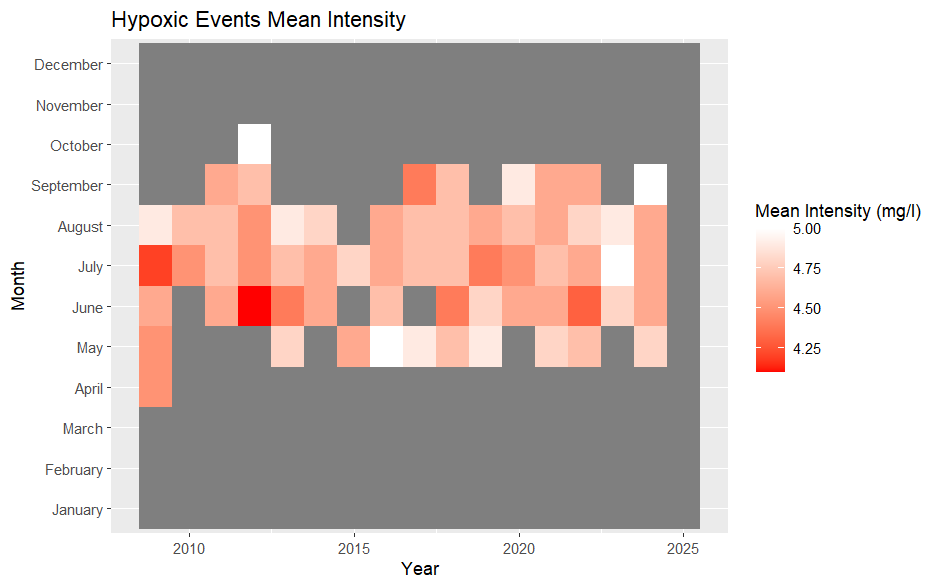 Hypoxic Events Mean Intensity
December
November
October
September
August
July
June
May
April
March
February
January
Month
2010
2015
2020
2025
Year
Mean Intensity (mg/l)
5.00
4.75
4.50
4.25